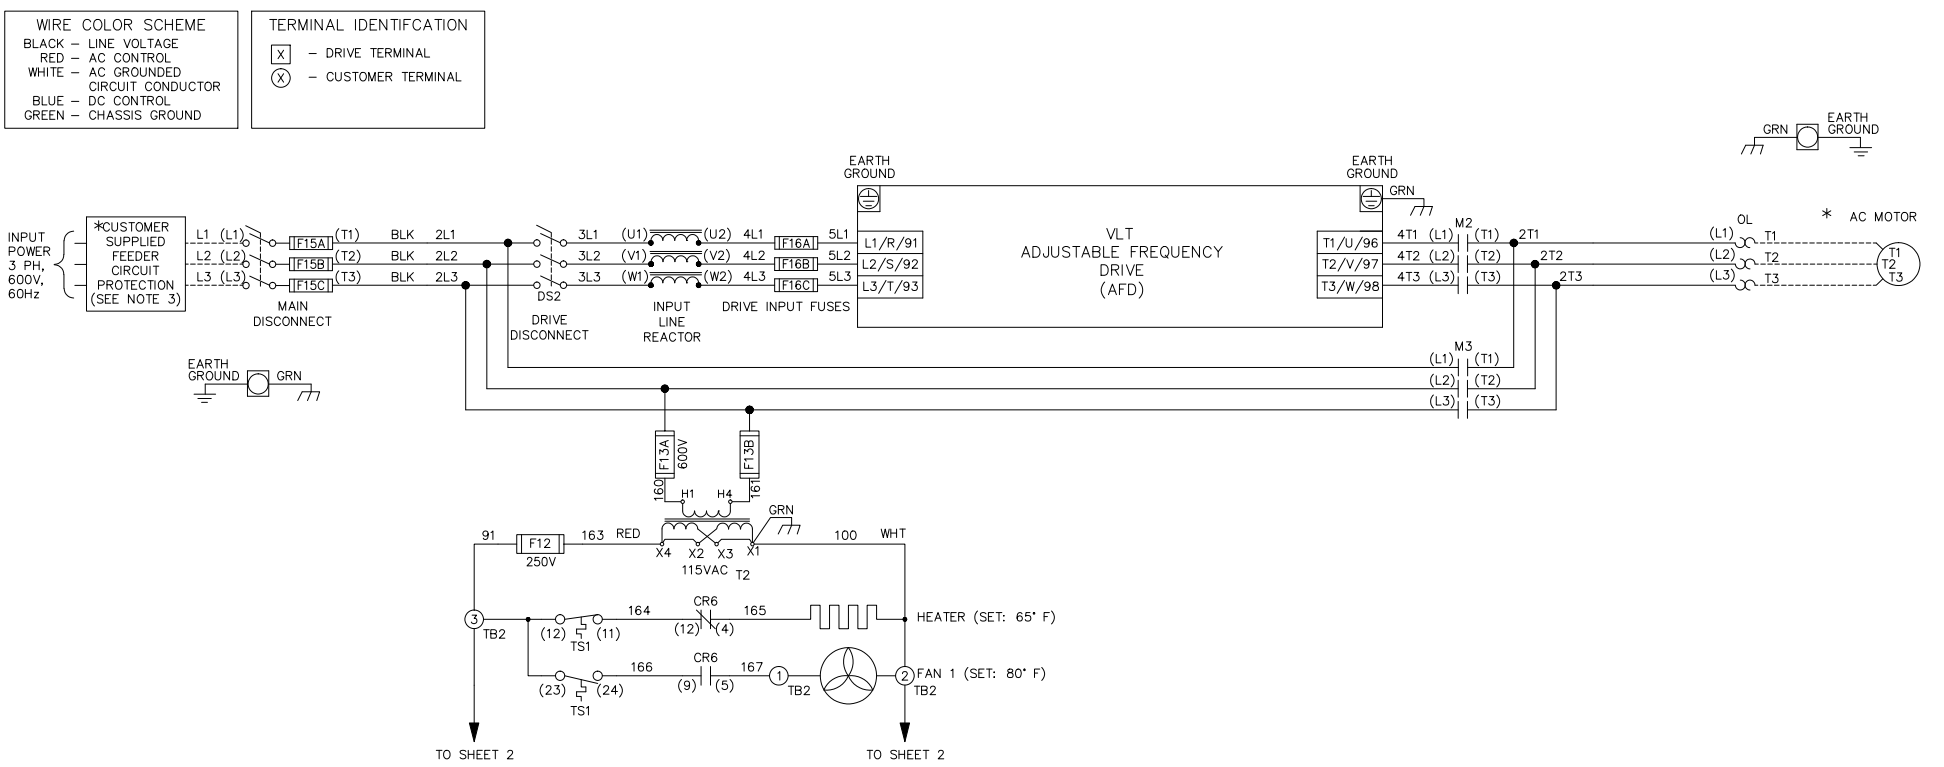 WIRE COLOR SCHEME
BLACK – LINE VOLTAGE
RED – AC CONTROL
WHITE – AC GROUNDED
CIRCUIT CONDUCTOR
BLUE – DC CONTROL
GREEN – CHASSIS GROUND
TERMINAL IDENTIFCATION
X – DRIVE TERMINAL
X – CUSTOMER TERMINAL
INPUT
POWER
3 PH,
600V,
60Hz
*CUSTOMER
SUPPLIED
FEEDER
CIRCUIT
PROTECTION
(SEE NOTE 3)
L1 (L1) F15A (T1) BLK 2L1
L2 (L2) F15B (T2) BLK 2L2
L3 (L3) F15C (T3) BLK 2L3
MAIN
DISCONNECT
3L1 (U1) (U2) 4L1 F16A 5L1
3L2 (V1) (V2) 4L2 F16B 5L2
3L3 (W1) (W2) 4L3 F16C 5L3
DS2
DRIVE
DISCONNECT
INPUT
LINE
REACTOR
DRIVE INPUT FUSES
EARTH
GROUND
L1/R/91
L2/S/92
L3/T/93
VLT
ADJUSTABLE FREQUENCY
DRIVE
(AFD)
EARTH
GROUND
GRN
T1/U/96
T2/V/97
T3/W/98
M2
4T1 (L1) (T1) 2T1
4T2 (L2) (T2) 2T2
4T3 (L3) (T3) 2T3
GRN
EARTH
GROUND
OL
(L1) T1
(L2) T2
(L3) T3
* AC MOTOR
T1
T2
T3
M3
(L1) (T1)
(L2) (T2)
(L3) (T3)
EARTH
GROUND
GRN
F13A
600V
F13B
160
161
H1 H4
GRN
91
F12
250V
163 RED
X4 X2 X3 X1
115VAC T2
100 WHT
3
TB2
(12) (11)
TS1
164
CR6
(12) (4)
165
HEATER (SET: 65° F)
(23) (24)
TS1
166
CR6
(9) (5)
167
1
TB2
2
TB2
FAN 1 (SET: 80° F)
TO SHEET 2
TO SHEET 2